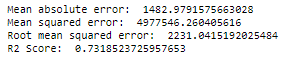 Mean absolute error:  1482.9791575663028
Mean squared error:  4977546.260405616
Root mean squared error:  2231.0415192025484
R2 Score:  0.7318523725957653